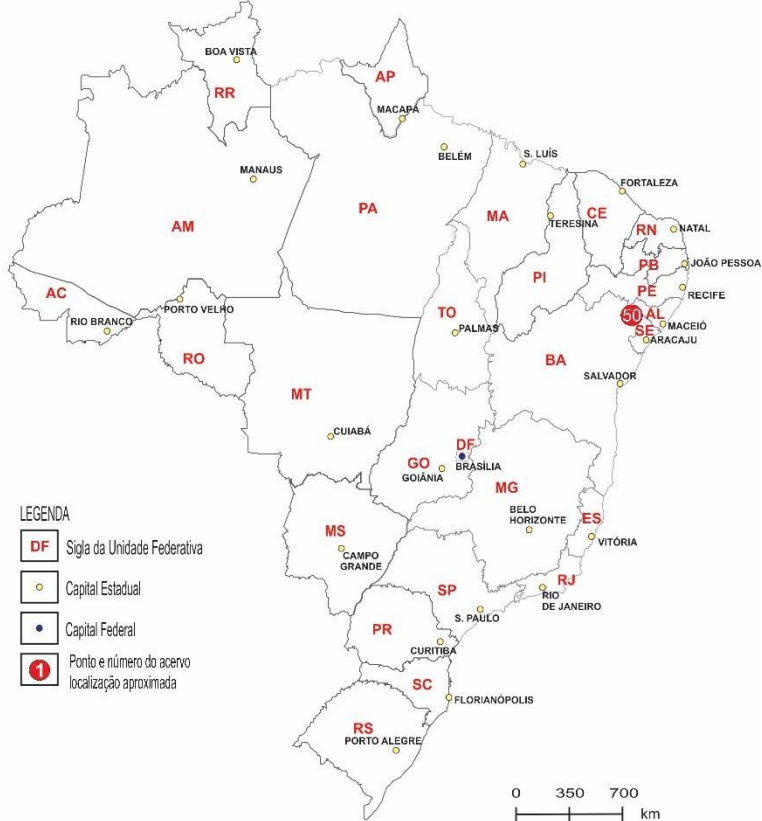 BOA VISTA
RR
AP
MACAPÁ
BELÉM
S. LUÍS
MANAUS
FORTALEZA
AM
PA
MA
TERESINA
CE
RN
NATAL
PB
JOÃO PESSOA
PI
PE
RECIFE
AC
PORTO VELHO
TO
50
AL
MACEIÓ
RIO BRANCO
PALMAS
SE
ARACAJU
RO
BA
SALVADOR
MT
CUIABÁ
DF
GO
BRASÍLIA
GOIÂNIA
MG
BELO
HORIZONTE
ES
VITÓRIA
MS
CAMPO
GRANDE
SP
RJ
RIO
DE JANEIRO
S. PAULO
PR
CURITIBA
SC
FLORIANÓPOLIS
RS
PORTO ALEGRE
LEGENDA
DF Sigla da Unidade Federativa
Capital Estadual
Capital Federal
1 Ponto e número do acervo
localização aproximada
0 350 700
km